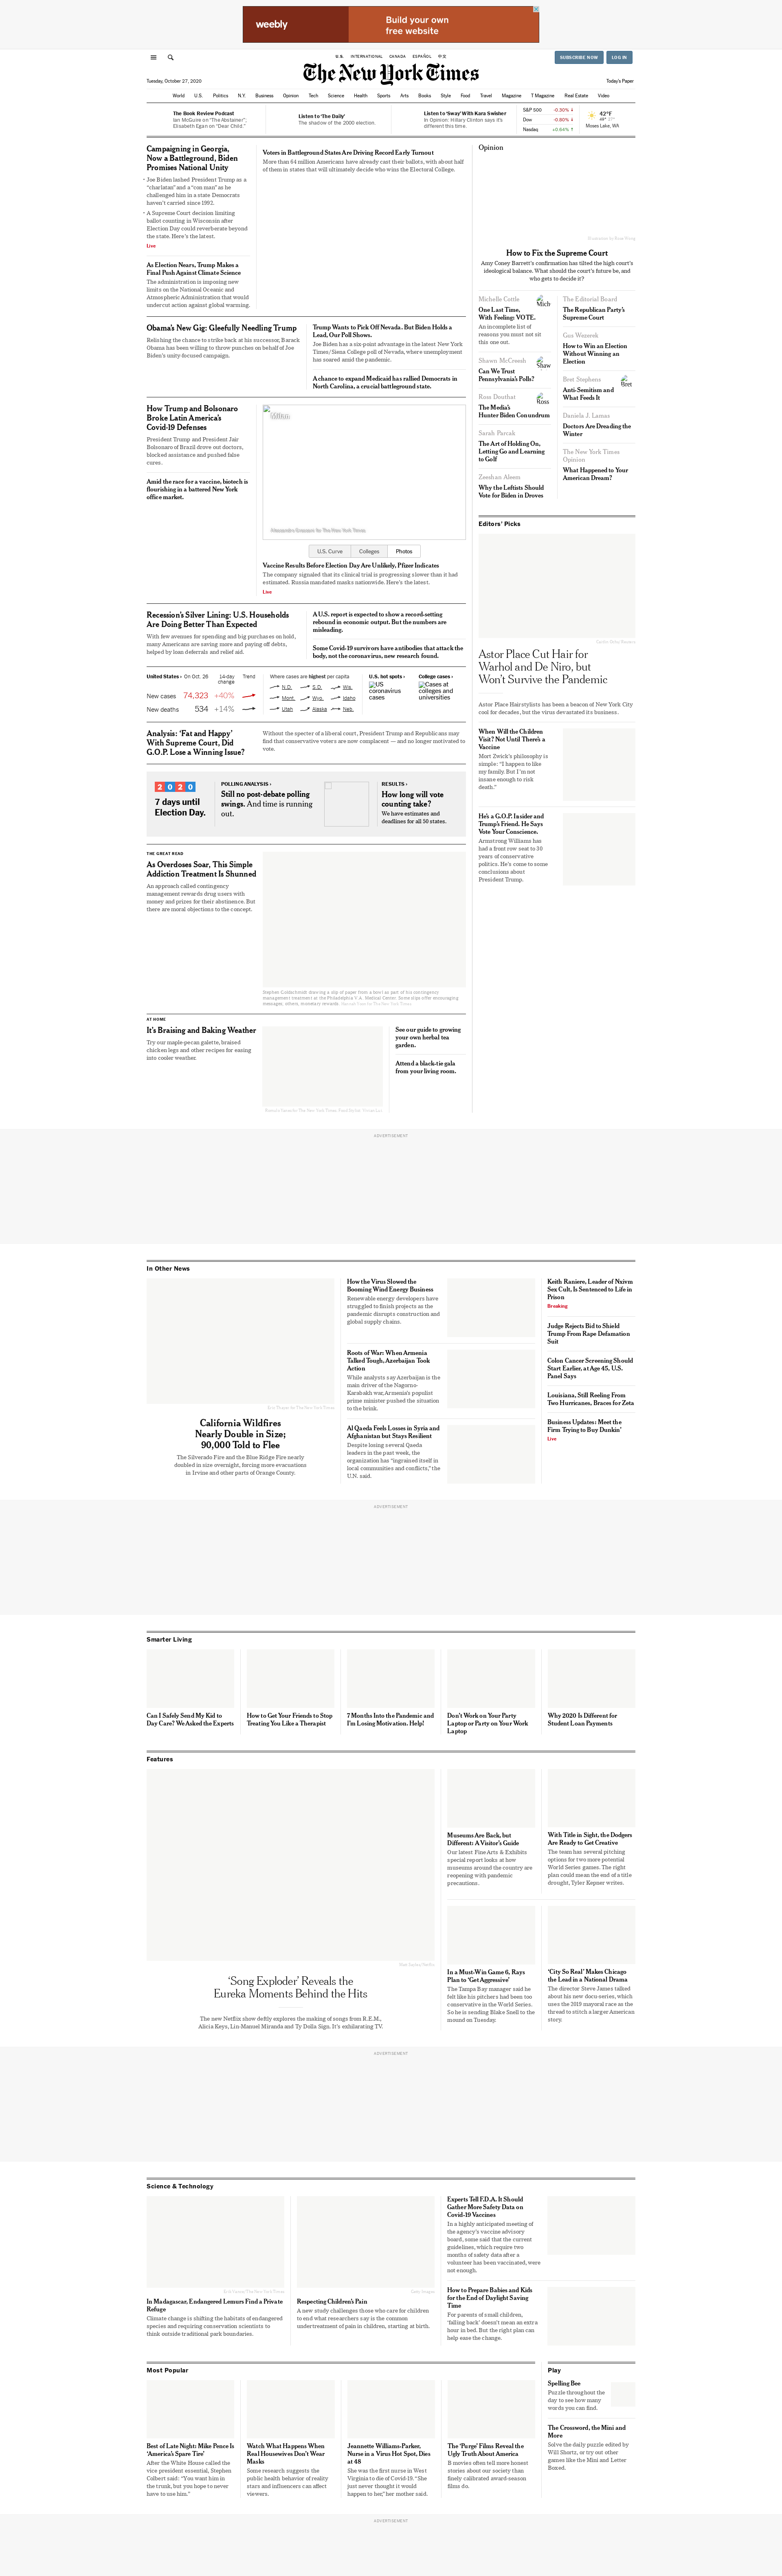 weebly
Build your own
free website
U.S.
INTERNATIONAL
CANADA
ESPAÑOL
中文
SUBSCRIBE NOW
LOG IN
The New York Times
Tuesday, October 27, 2020
Today's Paper
World
U.S.
Politics
N.Y.
Business
Opinion
Tech
Science
Health
Sports
Arts
Books
Style
Food
Travel
Magazine
T Magazine
Real Estate
Video
The Book Review Podcast
Ian McGuire on "The Abstainer", Elisabeth Egan on "Dear Child."
Listen to 'The Daily'
The shadow of the 2000 election.
Listen to 'Sway' With Kara Swisher
In Opinion: Hillary Clinton says it's different this time.
S&P 500 -0.30% ↓
Dow -0.80% ↓
Nasdaq +0.64% ↑
42°F
Moses Lake, WA
Campaigning in Georgia,
Now a Battleground, Biden
Promises National Unity
Joe Biden lashed President Trump as a
"charlatan" and a "con man" as he
challenged him in a state Democrats
haven't carried since 1992.
A Supreme Court decision limiting
ballot counting in Wisconsin after
Election Day could reverberate beyond
the state. Here's the latest.
Live
As Election Nears, Trump Makes a
Final Push Against Climate Science
The administration is imposing new
limits on the National Oceanic and
Atmospheric Administration that would
undercut action against global warming.
Voters in Battleground States Are Driving Record Early Turnout
More than 64 million Americans have already cast their ballots, with about half
of them in states that will ultimately decide who wins the Electoral College.
Obama's New Gig: Gleefully Needling Trump
Relishing the chance to strike back at his successor, Barack
Obama has been willing to throw punches on behalf of Joe
Biden's unity-focused campaign.
Trump Wants to Pick Off Nevada. But Biden Holds a
Lead, Our Poll Shows.
Joe Biden has a six-point advantage in the latest New York
Times/Siena College poll of Nevada, where unemployment
has soared amid the pandemic.
A chance to expand Medicaid has rallied Democrats in
North Carolina, a crucial battleground state.
How Trump and Bolsonaro
Broke Latin America's
Covid-19 Defenses
President Trump and President Jair
Bolsonaro of Brazil drove out doctors,
blocked assistance and pushed false
cures.
Amid the race for a vaccine, biotech is
flourishing in a battered New York
office market.
Milan.
Alessandro Grassani for The New York Times
U.S. Curve
Colleges
Photos
Vaccine Results Before Election Day Are Unlikely, Pfizer Indicates
The company signaled that its clinical trial is progressing slower than it had
estimated. Russia mandated masks nationwide. Here's the latest.
Live
Recession's Silver Lining: U.S. Households
Are Doing Better Than Expected
With few avenues for spending and big purchases on hold,
many Americans are saving more and paying off debts,
helped by loan deferrals and relief aid.
A U.S. report is expected to show a record-setting
rebound in economic output. But the numbers are
misleading.
Some Covid-19 survivors have antibodies that attack the
body, not the coronavirus, new research found.
United States › On Oct. 26
14-day
change
Trend
New cases 74,323 +40%
New deaths 534 +14%
Where cases are highest per capita
N.D.
S.D.
Wis.
Mont.
Wyo.
Idaho
Utah
Alaska
Neb.
U.S. hot spots ›
US
coronavirus
cases
College cases ›
Cases at
colleges and
universities
Analysis: 'Fat and Happy'
With Supreme Court, Did
G.O.P. Lose a Winning Issue?
Without the specter of a liberal court, President Trump and Republicans may
find that conservative voters are now complacent — and no longer motivated to
vote.
2020
7 days until
Election Day.
POLLING ANALYSIS ›
Still no post-debate polling
swings. And time is running
out.
RESULTS ›
How long will vote
counting take?
We have estimates and
deadlines for all 50 states.
THE GREAT READ
As Overdoses Soar, This Simple
Addiction Treatment Is Shunned
An approach called contingency
management rewards drug users with
money and prizes for their abstinence. But
there are moral objections to the concept.
Stephen Goldschmidt drawing a slip of paper from a bowl as part of his contingency
management treatment at the Philadelphia V.A. Medical Center. Some slips offer encouraging
messages; others, monetary rewards.
AT HOME
It's Braising and Baking Weather
Try our maple-pecan galette, braised
chicken legs and other recipes for easing
into cooler weather.
See our guide to growing
your own herbal tea
garden.
Attend a black-tie gala
from your living room.
Opinion
How to Fix the Supreme Court
Amy Coney Barrett's confirmation has tilted the high court's
ideological balance. What should the court's future be, and
who gets to decide it?
Michelle Cottle
One Last Time,
With Feeling: VOTE.
An incomplete list of
reasons you must not sit
this one out.
Shawn McCreesh
Can We Trust
Pennsylvania's Polls?
Ross Douthat
The Media's
Hunter Biden Conundrum
Sarah Parcak
The Art of Holding On,
Letting Go and Learning
to Golf
Zeeshan Aleem
Why the Leftists Should
Vote for Biden in Droves
The Editorial Board
The Republican Party's
Supreme Court
Gus Wezerek
How to Win an Election
Without Winning an
Election
Bret Stephens
Anti-Semitism and
What Feeds It
Daniela J. Lamas
Doctors Are Dreading the
Winter
The New York Times
Opinion
What Happened to Your
American Dream?
Editors' Picks
Astor Place Cut Hair for
Warhol and De Niro, but
Won't Survive the Pandemic
Astor Place Hairstylists has been a beacon of New York City
cool for decades, but the virus devastated its business.
When Will the Children
Visit? Not Until There's a
Vaccine
Mort Zwick's philosophy is
simple: "I happen to like
my family. But I'm not
insane enough to risk
death."
He's a G.O.P. Insider and
Trump's Friend. He Says
Vote Your Conscience.
Armstrong Williams has
had a front row seat to 30
years of conservative
politics. He's come to some
conclusions about
President Trump.
ADVERTISEMENT
In Other News
California Wildfires
Nearly Double in Size;
90,000 Told to Flee
The Silverado Fire and the Blue Ridge Fire nearly
doubled in size overnight, forcing more evacuations
in Irvine and other parts of Orange County.
How the Virus Slowed the
Booming Wind Energy Business
Renewable energy developers have
struggled to finish projects as the
pandemic disrupts construction and
global supply chains.
Roots of War: When Armenia
Talked Tough, Azerbaijan Took
Action
While analysts say Azerbaijan is the
main driver of the Nagorno-
Karabakh war, Armenia's populist
prime minister pushed the situation
to the brink.
Al Qaeda Feels Losses in Syria and
Afghanistan but Stays Resilient
Despite losing several Qaeda
leaders in the past week, the
organization has "ingrained itself in
local communities and conflicts," the
U.N. said.
Keith Raniere, Leader of Nxivm
Sex Cult, Is Sentenced to Life in
Prison
Breaking
Judge Rejects Bid to Shield
Trump From Rape Defamation
Suit
Colon Cancer Screening Should
Start Earlier, at Age 45, U.S.
Panel Says
Louisiana, Still Reeling From
Two Hurricanes, Braces for Zeta
Business Updates: Meet the
Firm Trying to Buy Dunkin'
Live
ADVERTISEMENT
Smarter Living
Can I Safely Send My Kid to
Day Care? We Asked the Experts
How to Get Your Friends to Stop
Treating You Like a Therapist
7 Months Into the Pandemic and
I'm Losing Motivation. Help!
Don't Work on Your Party
Laptop or Party on Your Work
Laptop
Why 2020 Is Different for
Student Loan Payments
Features
'Song Exploder' Reveals the
Eureka Moments Behind the Hits
The new Netflix show deftly explores the making of songs from R.E.M.,
Alicia Keys, Lin-Manuel Miranda and Ty Dolla Sign. It's exhilarating TV.
Museums Are Back, but
Different: A Visitor's Guide
Our latest Fine Arts & Exhibits
special report looks at how
museums around the country are
reopening with pandemic
precautions.
With Title in Sight, the Dodgers
Are Ready to Get Creative
The team has several pitching
options for two more potential
World Series games. The right
plan could mean the end of a title
drought, Tyler Kepner writes.
In a Must-Win Game 6, Rays
Plan to 'Get Aggressive'
The Tampa Bay manager said he
felt like his pitchers had been too
conservative in the World Series.
So he is sending Blake Snell to the
mound on Tuesday.
'City So Real' Makes Chicago
the Lead in a National Drama
The director Steve James talked
about his new docu-series, which
uses the 2019 mayoral race as the
thread to stitch a larger American
story.
ADVERTISEMENT
Science & Technology
In Madagascar, Endangered Lemurs Find a Private
Refuge
Climate change is shifting the habitats of endangered
species and requiring conservation scientists to
think outside traditional park boundaries.
Getty Images
Respecting Children's Pain
A new study challenges those who care for children
to end what researchers say is the common
undertreatment of pain in children, starting at birth.
Experts Tell F.D.A. It Should
Gather More Safety Data on
Covid-19 Vaccines
In a highly anticipated meeting of
the agency's vaccine advisory
board, some said that the current
guidelines, which require two
months of safety data after a
volunteer has been vaccinated, were
not enough.
How to Prepare Babies and Kids
for the End of Daylight Saving
Time
For parents of small children,
'falling back' doesn't mean an extra
hour in bed. But the right plan can
help ease the change.
Most Popular
Best of Late Night: Mike Pence Is
'America's Spare Tire'
After the White House called the
vice president essential, Stephen
Colbert said: "You want him in
the trunk, but you hope to never
have to use him."
Watch What Happens When
Real Housewives Don't Wear
Masks
Some research suggests the
public health behavior of reality
stars and influencers can affect
viewers.
Jeannette Williams-Parker,
Nurse in a Virus Hot Spot, Dies
at 48
She was the first nurse in West
Virginia to die of Covid-19. "She
just never thought it would
happen to her," her mother said.
The 'Purge' Films Reveal the
Ugly Truth About America
B movies often tell more honest
stories about our society than
finely calibrated award-season
films do.
Play
Spelling Bee
Puzzle throughout the
day to see how many
words you can find.
The Crossword, the Mini and
More
Solve the daily puzzle edited by
Will Shortz, or try out other
games like the Mini and Letter
Boxed.
ADVERTISEMENT